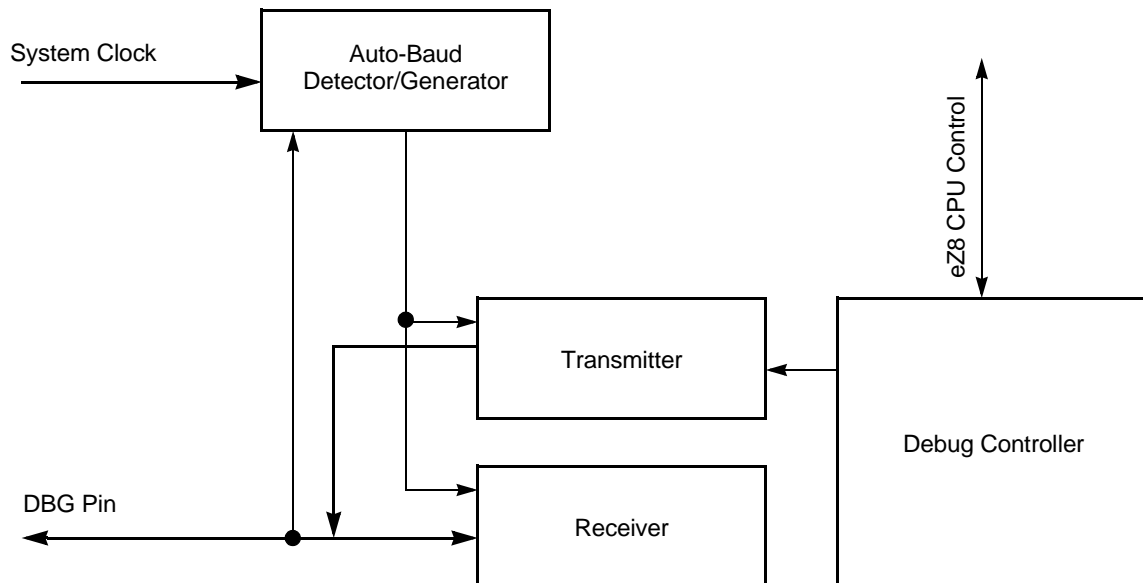 System Clock
Auto-Baud
Detector/Generator
eZ8 CPU Control
Transmitter
Debug Controller
DBG Pin
Receiver